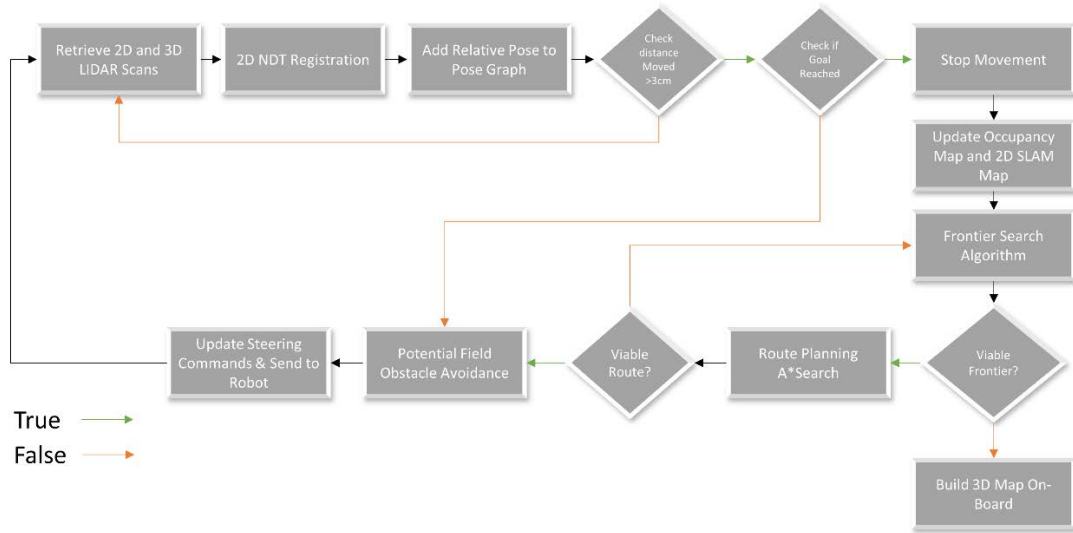 Retrieve 2D and 3D
LIDAR Scans
2D NDT Registration
Add Relative Pose to
Pose Graph
Check
distance
Moved
>3cm
Check if
Goal
Reached
Stop Movement
Update Occupancy
Map and 2D SLAM
Map
Frontier Search
Algorithm
Update Steering
Commands & Send to
Robot
Potential Field
Obstacle Avoidance
Viable
Route?
Route Planning
A*Search
Viable
Frontier?
True
False
Build 3D Map On-
Board